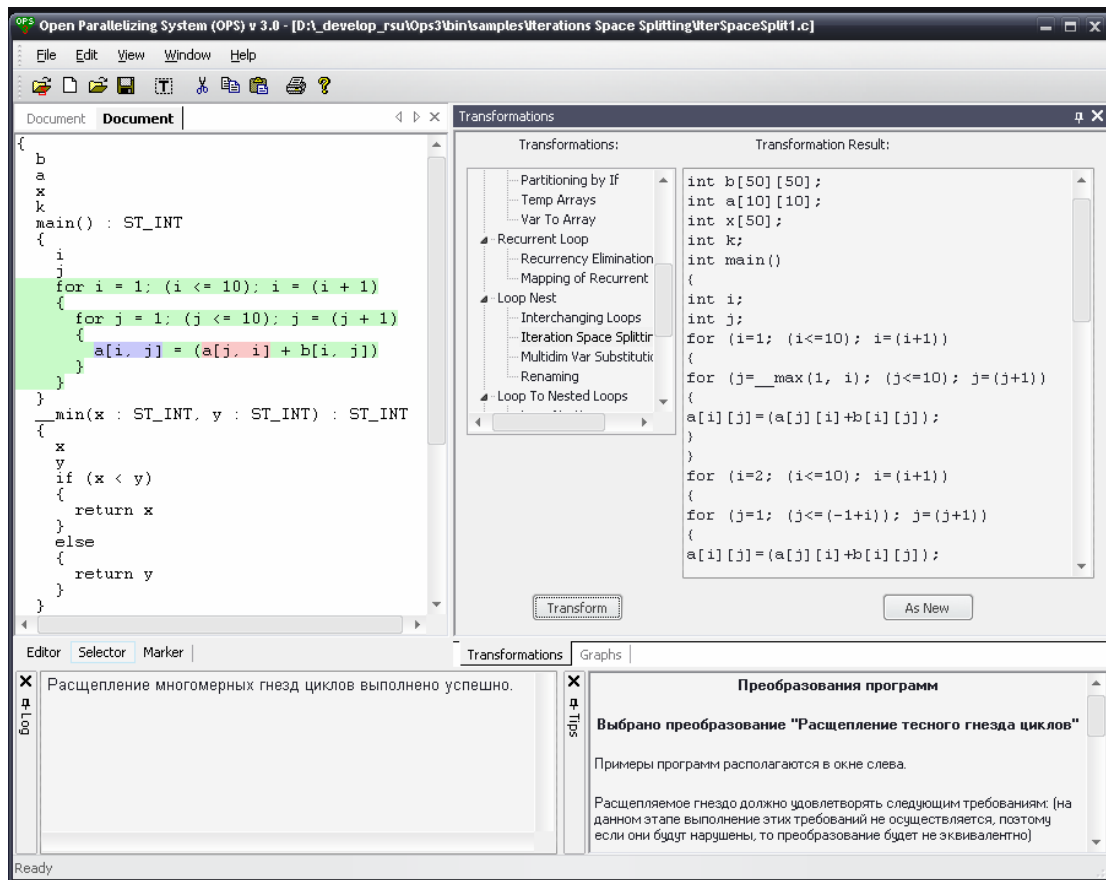 Open Parallelizing System (OPS) v 3.0 - [D:\_develop_rsu\Ops3\bin\samples\Iterations Space Splitting\IterSpaceSplit1.c]
File Edit View Window Help
Document Document
{
b
a
x
k
main() : ST_INT
{
i
j
for i = 1; (i <= 10); i = (i + 1)
{
for j = 1; (j <= 10); j = (j + 1)
{
a[i, j] = (a[j, i] + b[i, j])
}
}
}
__min(x : ST_INT, y : ST_INT) : ST_INT
{
x
y
if (x < y)
{
return x
}
else
{
return y
}
}
Editor Selector Marker
Transformations
Transformations:
Partitioning by If
Temp Arrays
Var To Array
Recurrent Loop
Recurrency Elimination
Mapping of Recurrent
Loop Nest
Interchanging Loops
Iteration Space Splittin
Multidim Var Substitutic
Renaming
Loop To Nested Loops
Transform
Transformation Result:
int b[50][50];
int a[10][10];
int x[50];
int k;
int main()
{
int i;
int j;
for (i=1; (i<=10); i=(i+1))
{
for (j=__max(1, i); (j<=10); j=(j+1))
{
a[i][j]=(a[j][i]+b[i][j]);
}
}
for (i=2; (i<=10); i=(i+1))
{
for (j=1; (j<=(-1+i)); j=(j+1))
{
a[i][j]=(a[j][i]+b[i][j]);
As New
Transformations Graphs
Log
Расщепление многомерных гнезд циклов выполнено успешно.
Tips
Преобразования программ
Выбрано преобразование "Расщепление тесного гнезда циклов"
Примеры программ располагаются в окне слева.
Расщепляемое гнездо должно удовлетворять следующим требованиям: (на
данном этапе выполнение этих требований не осуществляется, поэтому
если они будут нарушены, то преобразование будет не эквивалентно)
Ready